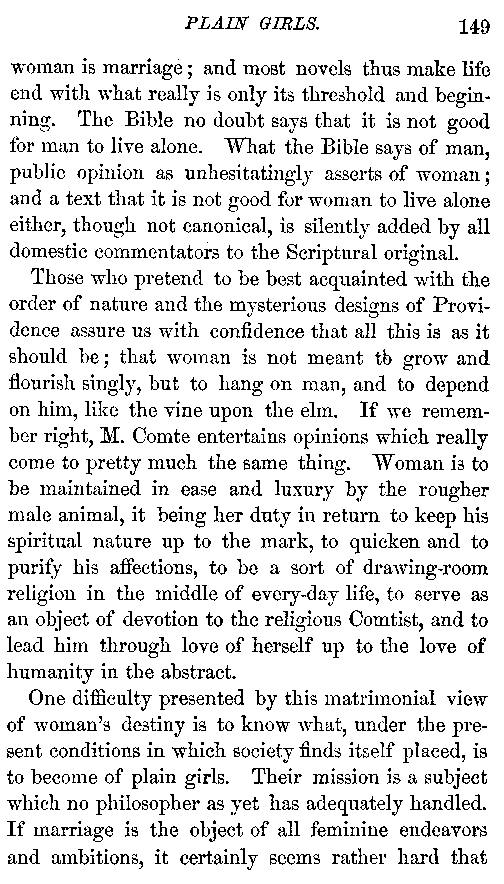 PLAIN GIRLS. 149
woman is marriage; and most novels thus make life
end with what really is only its threshold and begin-
ning. The Bible no doubt says that it is not good
for man to live alone. What the Bible says of man,
public opinion as unhesitatingly asserts of woman;
and a text that it is not good for woman to live alone
either, though not canonical, is silently added by all
domestic commentators to the Scriptural original.
Those who pretend to be best acquainted with the
order of nature and the mysterious designs of Provi-
dence assure us with confidence that all this is as it
should be; that woman is not meant to grow and
flourish singly, but to hang on man, and to depend
on him, like the vine upon the elm. If we remem-
ber right, M. Comte entertains opinions which really
come to pretty much the same thing. Woman is to
be maintained in ease and luxury by the rougher
male animal, it being her duty in return to keep his
spiritual nature up to the mark, to quicken and to
purify his affections, to be a sort of drawing-room
religion in the middle of every-day life, to serve as
an object of devotion to the religious Comtist, and to
lead him through love of herself up to the love of
humanity in the abstract.
One difficulty presented by this matrimonial view
of woman's destiny is to know what, under the pre-
sent conditions in which society finds itself placed, is
to become of plain girls. Their mission is a subject
which no philosopher as yet has adequately handled.
If marriage is the object of all feminine endeavors
and ambitions, it certainly seems rather hard that